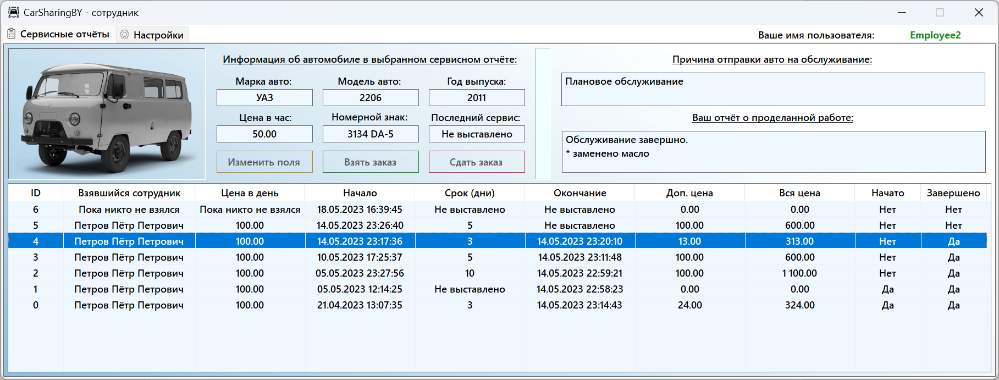 CarSharingBY - сотрудник
Сервисные отчёты Настройки Ваше имя пользователя: Employee2
Информация об автомобиле в выбранном сервисном отчёте:
Марка авто: Модель авто: Год выпуска:
УАЗ 2206 2011
Цена в час: Номерной знак: Последний сервис:
50.00 3134 DA-5 Не выставлено
Изменить поля Взять заказ Сдать заказ
Причина отправки авто на обслуживание:
Плановое обслуживание
Ваш отчёт о проделанной работе:
Обслуживание завершно.
* заменено масло
ID Взявшийся сотрудник Цена в день Начало Срок (дни) Окончание Доп. цена Вся цена Начато Завершено
6 Пока никто не взялся Пока никто не взялся 18.05.2023 16:39:45 Не выставлено Не выставлено 0.00 0.00 Нет Нет
5 Петров Пётр Петрович 100.00 14.05.2023 23:26:40 5 Не выставлено 100.00 600.00 Нет Нет
4 Петров Пётр Петрович 100.00 14.05.2023 23:17:36 3 14.05.2023 23:20:10 13.00 313.00 Нет Да
3 Петров Пётр Петрович 100.00 10.05.2023 17:25:37 5 14.05.2023 23:11:48 100.00 600.00 Нет Да
2 Петров Пётр Петрович 100.00 05.05.2023 23:27:56 10 14.05.2023 22:59:21 100.00 1 100.00 Нет Да
1 Петров Пётр Петрович 100.00 05.05.2023 12:14:25 Не выставлено 14.05.2023 22:58:23 0.00 0.00 Да Да
0 Петров Пётр Петрович 100.00 21.04.2023 13:07:35 3 14.05.2023 23:14:43 24.00 324.00 Да Да